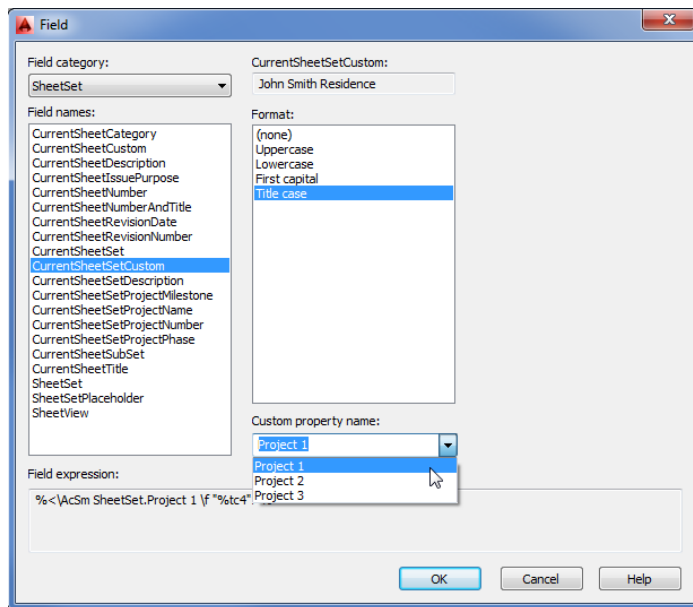 Field
Field category:
SheetSet
Field names:
CurrentSheetCategory
CurrentSheetCustom
CurrentSheetDescription
CurrentSheetIssuePurpose
CurrentSheetNumber
CurrentSheetNumberAndTitle
CurrentSheetRevisionDate
CurrentSheetRevisionNumber
CurrentSheetSet
CurrentSheetSetCustom
CurrentSheetSetDescription
CurrentSheetSetProjectMilestone
CurrentSheetSetProjectName
CurrentSheetSetProjectNumber
CurrentSheetSetProjectPhase
CurrentSheetSubSet
CurrentSheetTitle
SheetSet
SheetSetPlaceholder
SheetView
CurrentSheetSetCustom:
John Smith Residence
Format:
(none)
Uppercase
Lowercase
First capital
Title case
Custom property name:
Project 1
Project 1
Project 2
Project 3
Field expression:
%<\AcSm SheetSet.Project 1 \f "%tc4"
OK
Cancel
Help